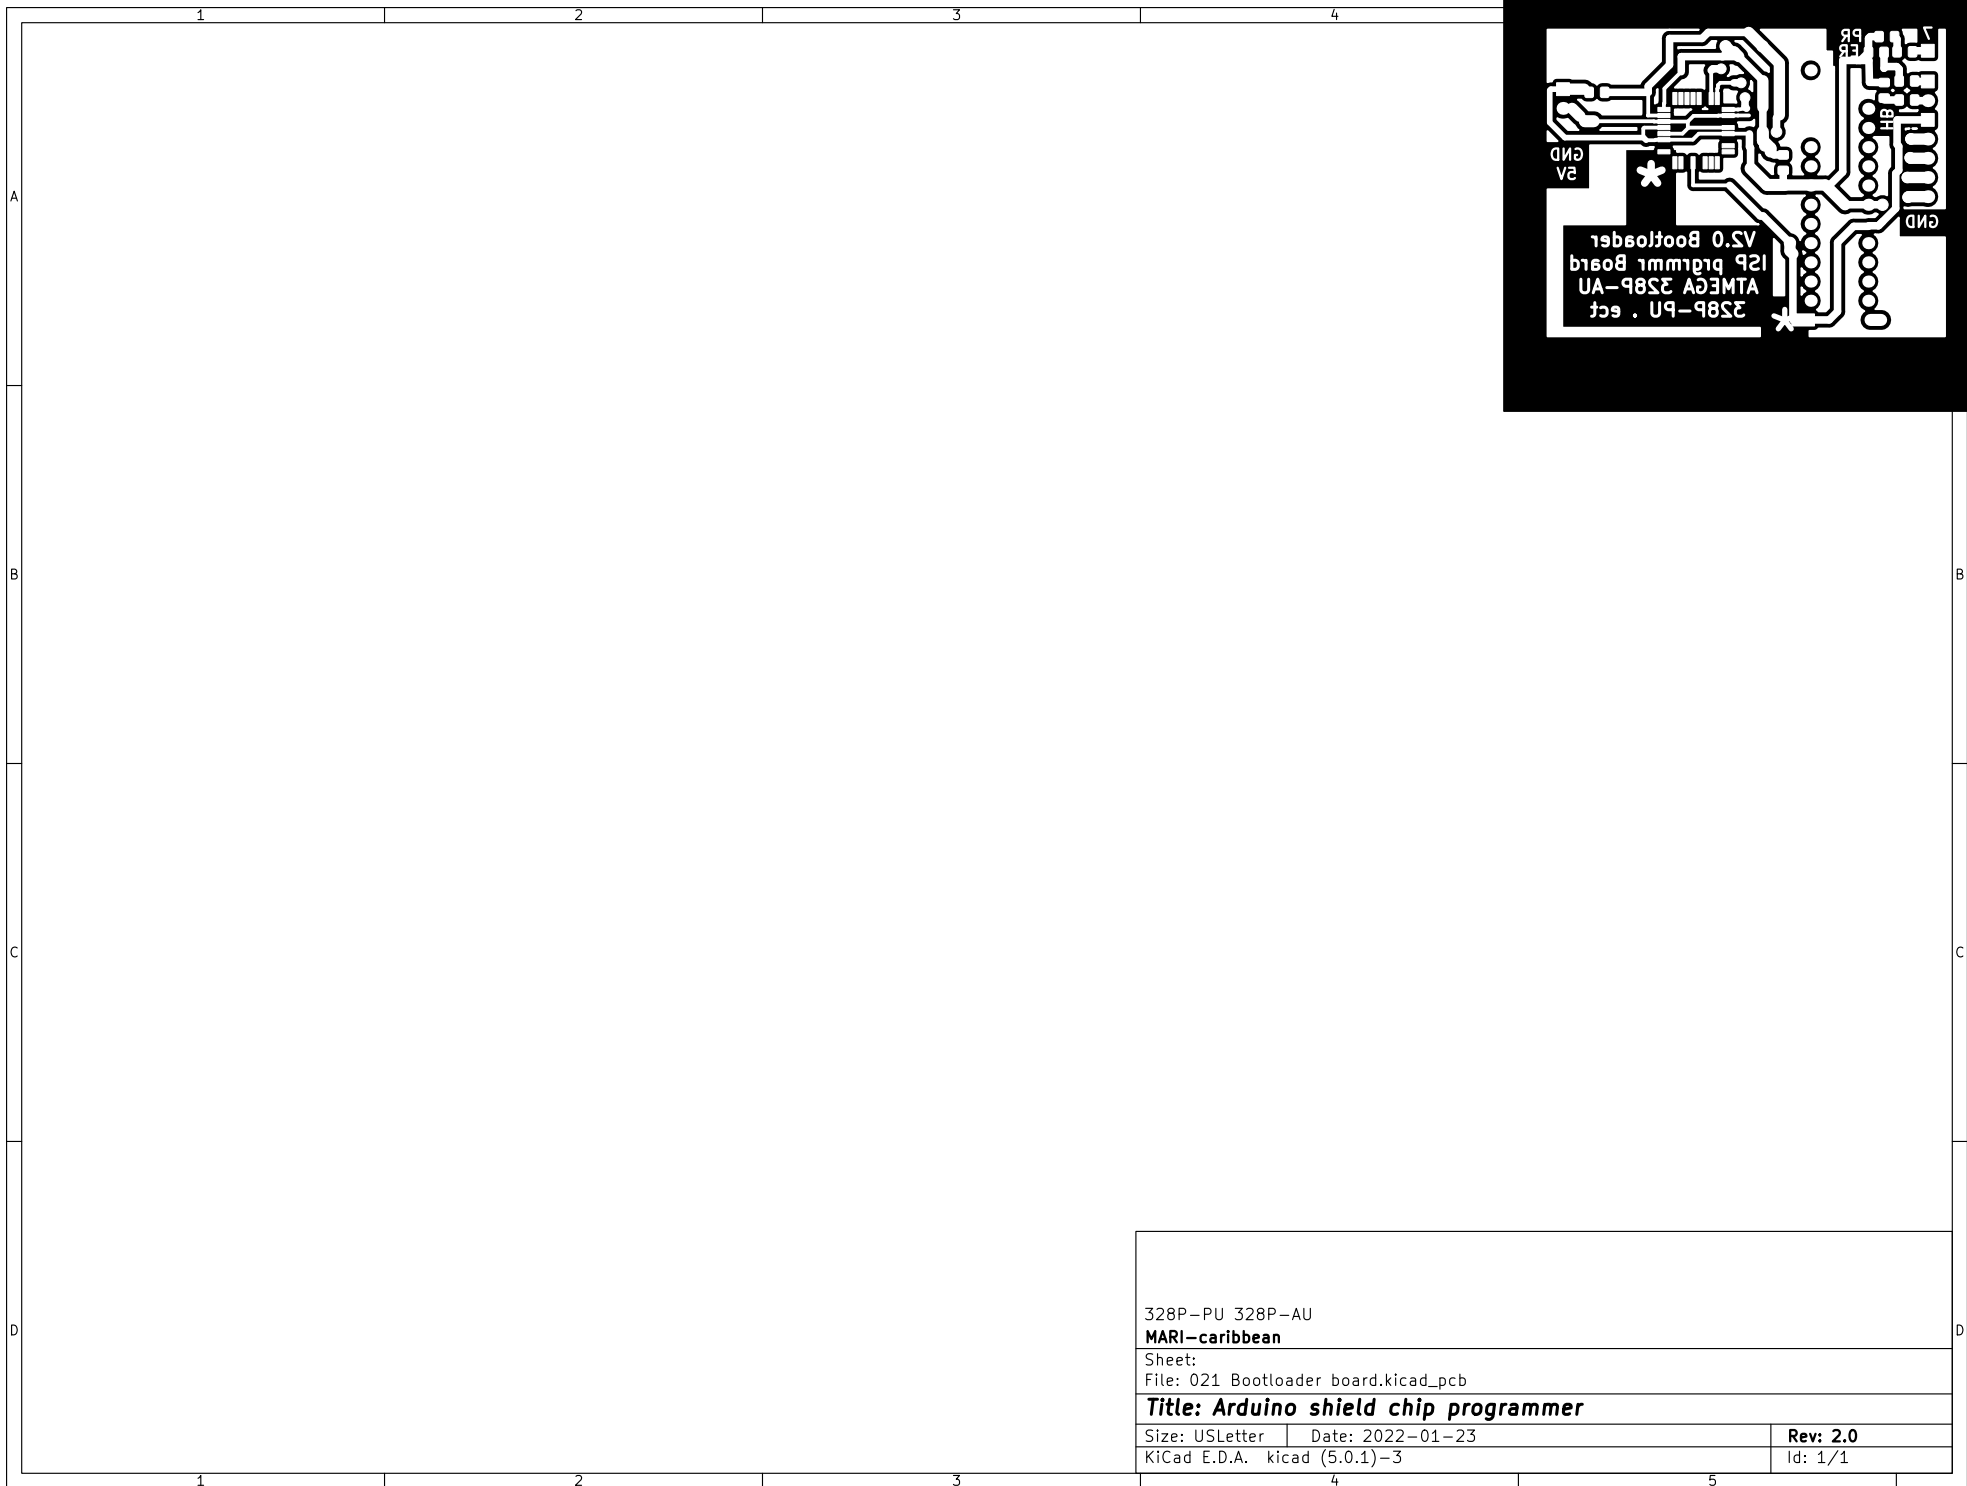 1 2 3 4
PR
ER
7
HB
GND
5V
GND
V2.0 Bootloader
ISP prgrmmr Board
ATMEGA 328P-AU
328P-PU . ect
A
B B
C C
D D
328P-PU 328P-AU
MARI-caribbean
Sheet:
File: 021 Bootloader board.kicad_pcb
Title: Arduino shield chip programmer
Size: USLetter Date: 2022-01-23 Rev: 2.0
KiCad E.D.A. kicad (5.0.1)-3 Id: 1/1
1 2 3 4 5